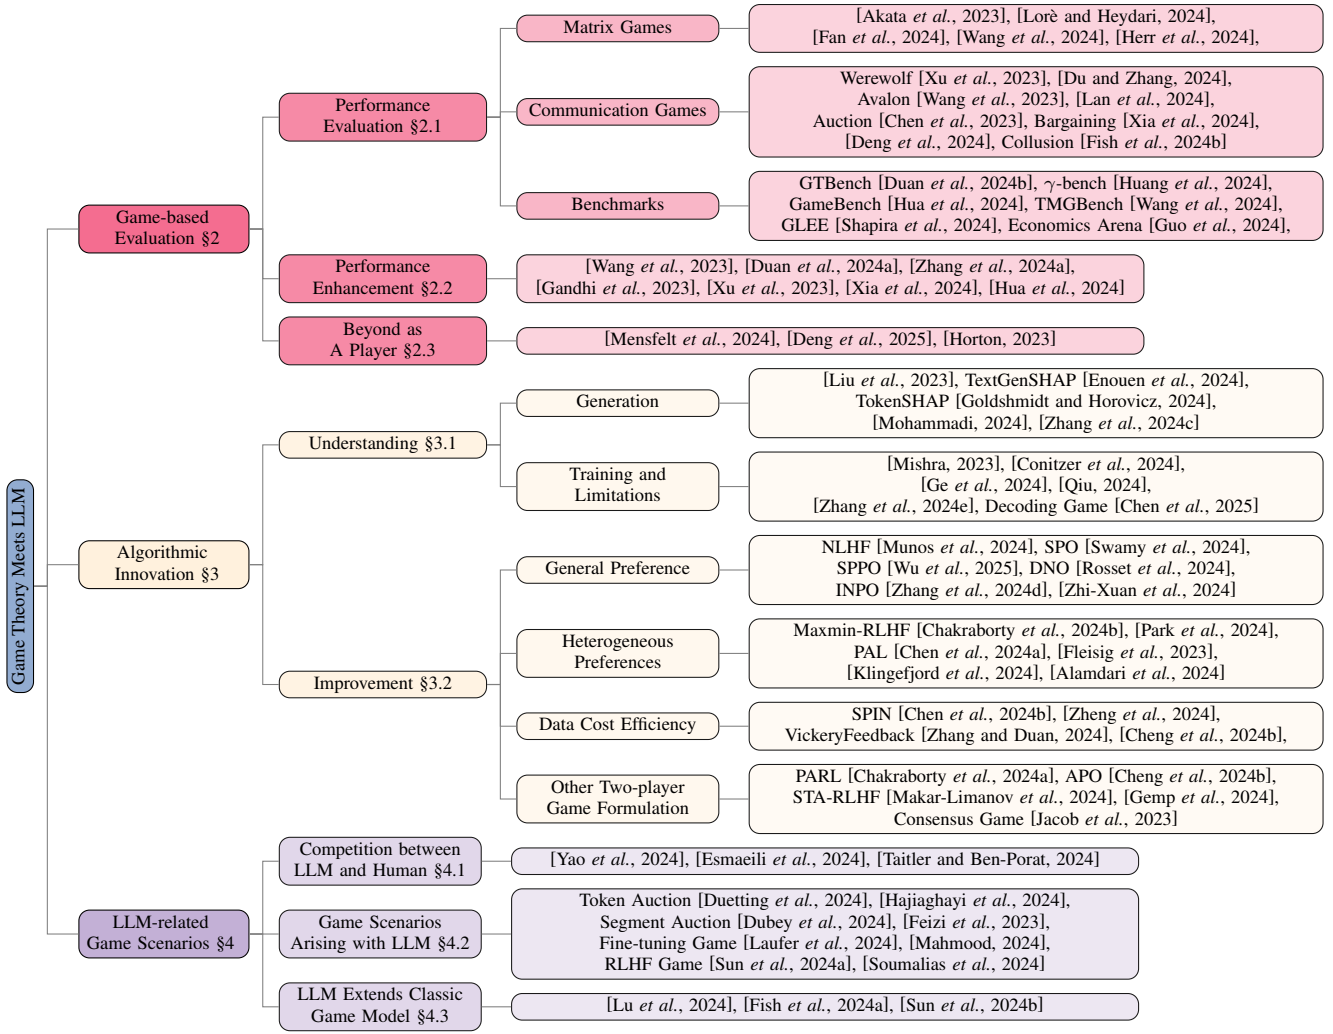 Game Theory Meets LLM
Game-based
Evaluation §2
Performance
Evaluation §2.1
Matrix Games
[Akata et al., 2023], [Lorè and Heydari, 2024],
[Fan et al., 2024], [Wang et al., 2024], [Herr et al., 2024],
Communication Games
Werewolf [Xu et al., 2023], [Du and Zhang, 2024],
Avalon [Wang et al., 2023], [Lan et al., 2024],
Auction [Chen et al., 2023], Bargaining [Xia et al., 2024],
[Deng et al., 2024], Collusion [Fish et al., 2024b]
Benchmarks
GTBench [Duan et al., 2024b], γ-bench [Huang et al., 2024],
GameBench [Hua et al., 2024], TMGBench [Wang et al., 2024],
GLEE [Shapira et al., 2024], Economics Arena [Guo et al., 2024],
Performance
Enhancement §2.2
[Wang et al., 2023], [Duan et al., 2024a], [Zhang et al., 2024a],
[Gandhi et al., 2023], [Xu et al., 2023], [Xia et al., 2024], [Hua et al., 2024]
Beyond as
A Player §2.3
[Mensfelt et al., 2024], [Deng et al., 2025], [Horton, 2023]
Algorithmic
Innovation §3
Understanding §3.1
Generation
[Liu et al., 2023], TextGenSHAP [Enouen et al., 2024],
TokenSHAP [Goldshmidt and Horovicz, 2024],
[Mohammadi, 2024], [Zhang et al., 2024c]
Training and
Limitations
[Mishra, 2023], [Conitzer et al., 2024],
[Ge et al., 2024], [Qiu, 2024],
[Zhang et al., 2024e], Decoding Game [Chen et al., 2025]
Improvement §3.2
General Preference
NLHF [Munos et al., 2024], SPO [Swamy et al., 2024],
SPPO [Wu et al., 2025], DNO [Rosset et al., 2024],
INPO [Zhang et al., 2024d], [Zhi-Xuan et al., 2024]
Heterogeneous
Preferences
Maxmin-RLHF [Chakraborty et al., 2024b], [Park et al., 2024],
PAL [Chen et al., 2024a], [Fleisig et al., 2023],
[Klingefjord et al., 2024], [Alamdari et al., 2024]
Data Cost Efficiency
SPIN [Chen et al., 2024b], [Zheng et al., 2024],
VickeryFeedback [Zhang and Duan, 2024], [Cheng et al., 2024b],
Other Two-player
Game Formulation
PARL [Chakraborty et al., 2024a], APO [Cheng et al., 2024b],
STA-RLHF [Makar-Limanov et al., 2024], [Gemp et al., 2024],
Consensus Game [Jacob et al., 2023]
LLM-related
Game Scenarios §4
Competition between
LLM and Human §4.1
[Yao et al., 2024], [Esmaeili et al., 2024], [Taitler and Ben-Porat, 2024]
Game Scenarios
Arising with LLM §4.2
Token Auction [Duetting et al., 2024], [Hajiaghayi et al., 2024],
Segment Auction [Dubey et al., 2024], [Feizi et al., 2023],
Fine-tuning Game [Laufer et al., 2024], [Mahmood, 2024],
RLHF Game [Sun et al., 2024a], [Soumalias et al., 2024]
LLM Extends Classic
Game Model §4.3
[Lu et al., 2024], [Fish et al., 2024a], [Sun et al., 2024b]